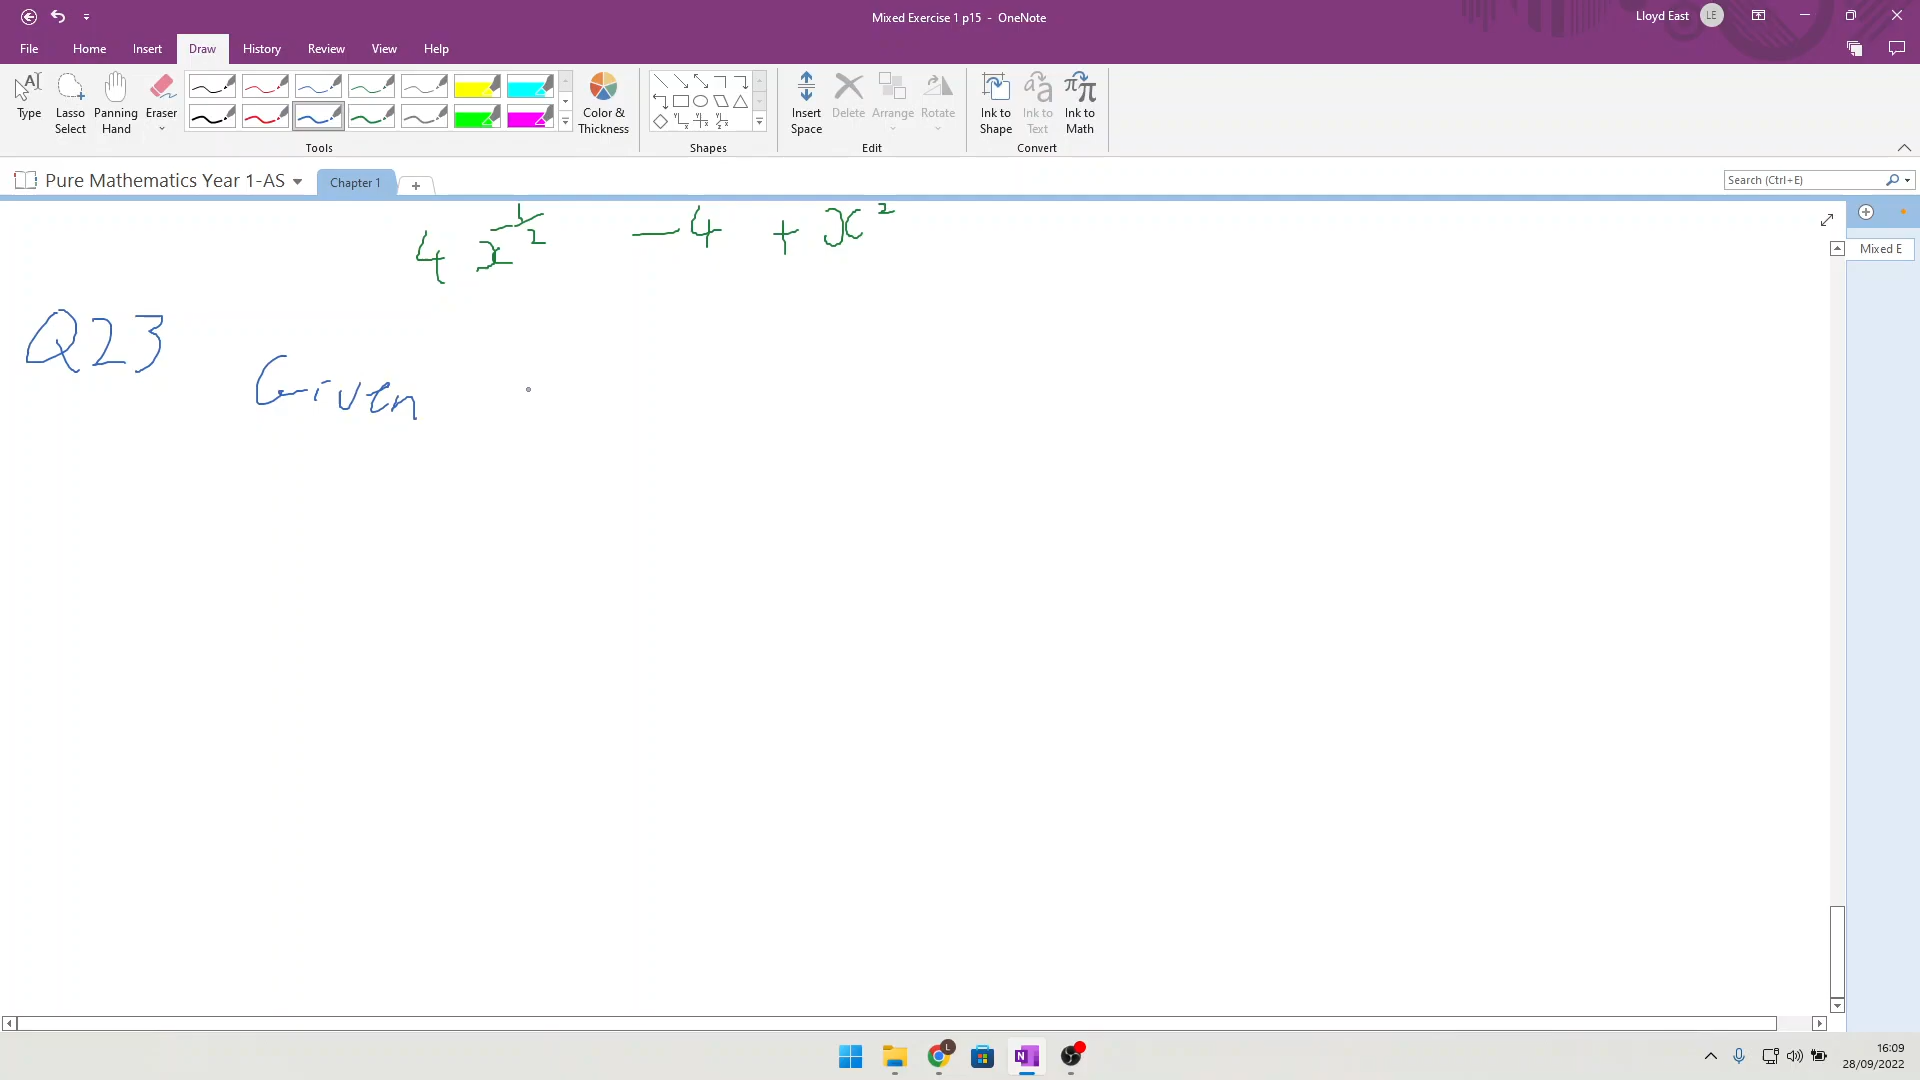 Mixed Exercise 1 p15 - OneNote
Lloyd East LE
File Home Insert Draw History Review View Help
Type
Lasso Select
Panning Hand
Eraser
Color & Thickness
Insert Space
Delete
Arrange
Rotate
Ink to Shape
Ink to Text
Ink to Math
Tools
Shapes
Edit
Convert
Pure Mathematics Year 1-AS
Chapter 1
Search (Ctrl+E)
Mixed E
4 x^½ - 4 + x²
Q23
Given
16:09
28/09/2022